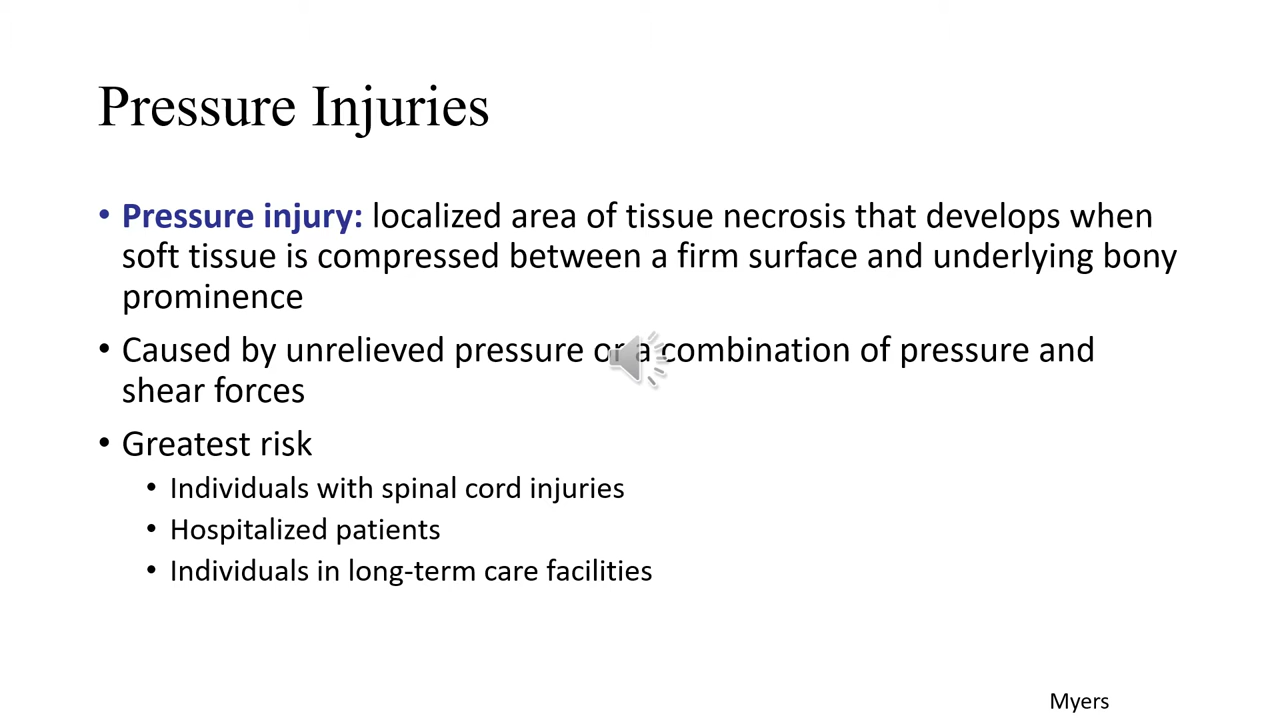 Pressure Injuries
• Pressure injury: localized area of tissue necrosis that develops when
soft tissue is compressed between a firm surface and underlying bony
prominence
• Caused by unrelieved pressure or a combination of pressure and
shear forces
• Greatest risk
• Individuals with spinal cord injuries
• Hospitalized patients
• Individuals in long-term care facilities
Myers